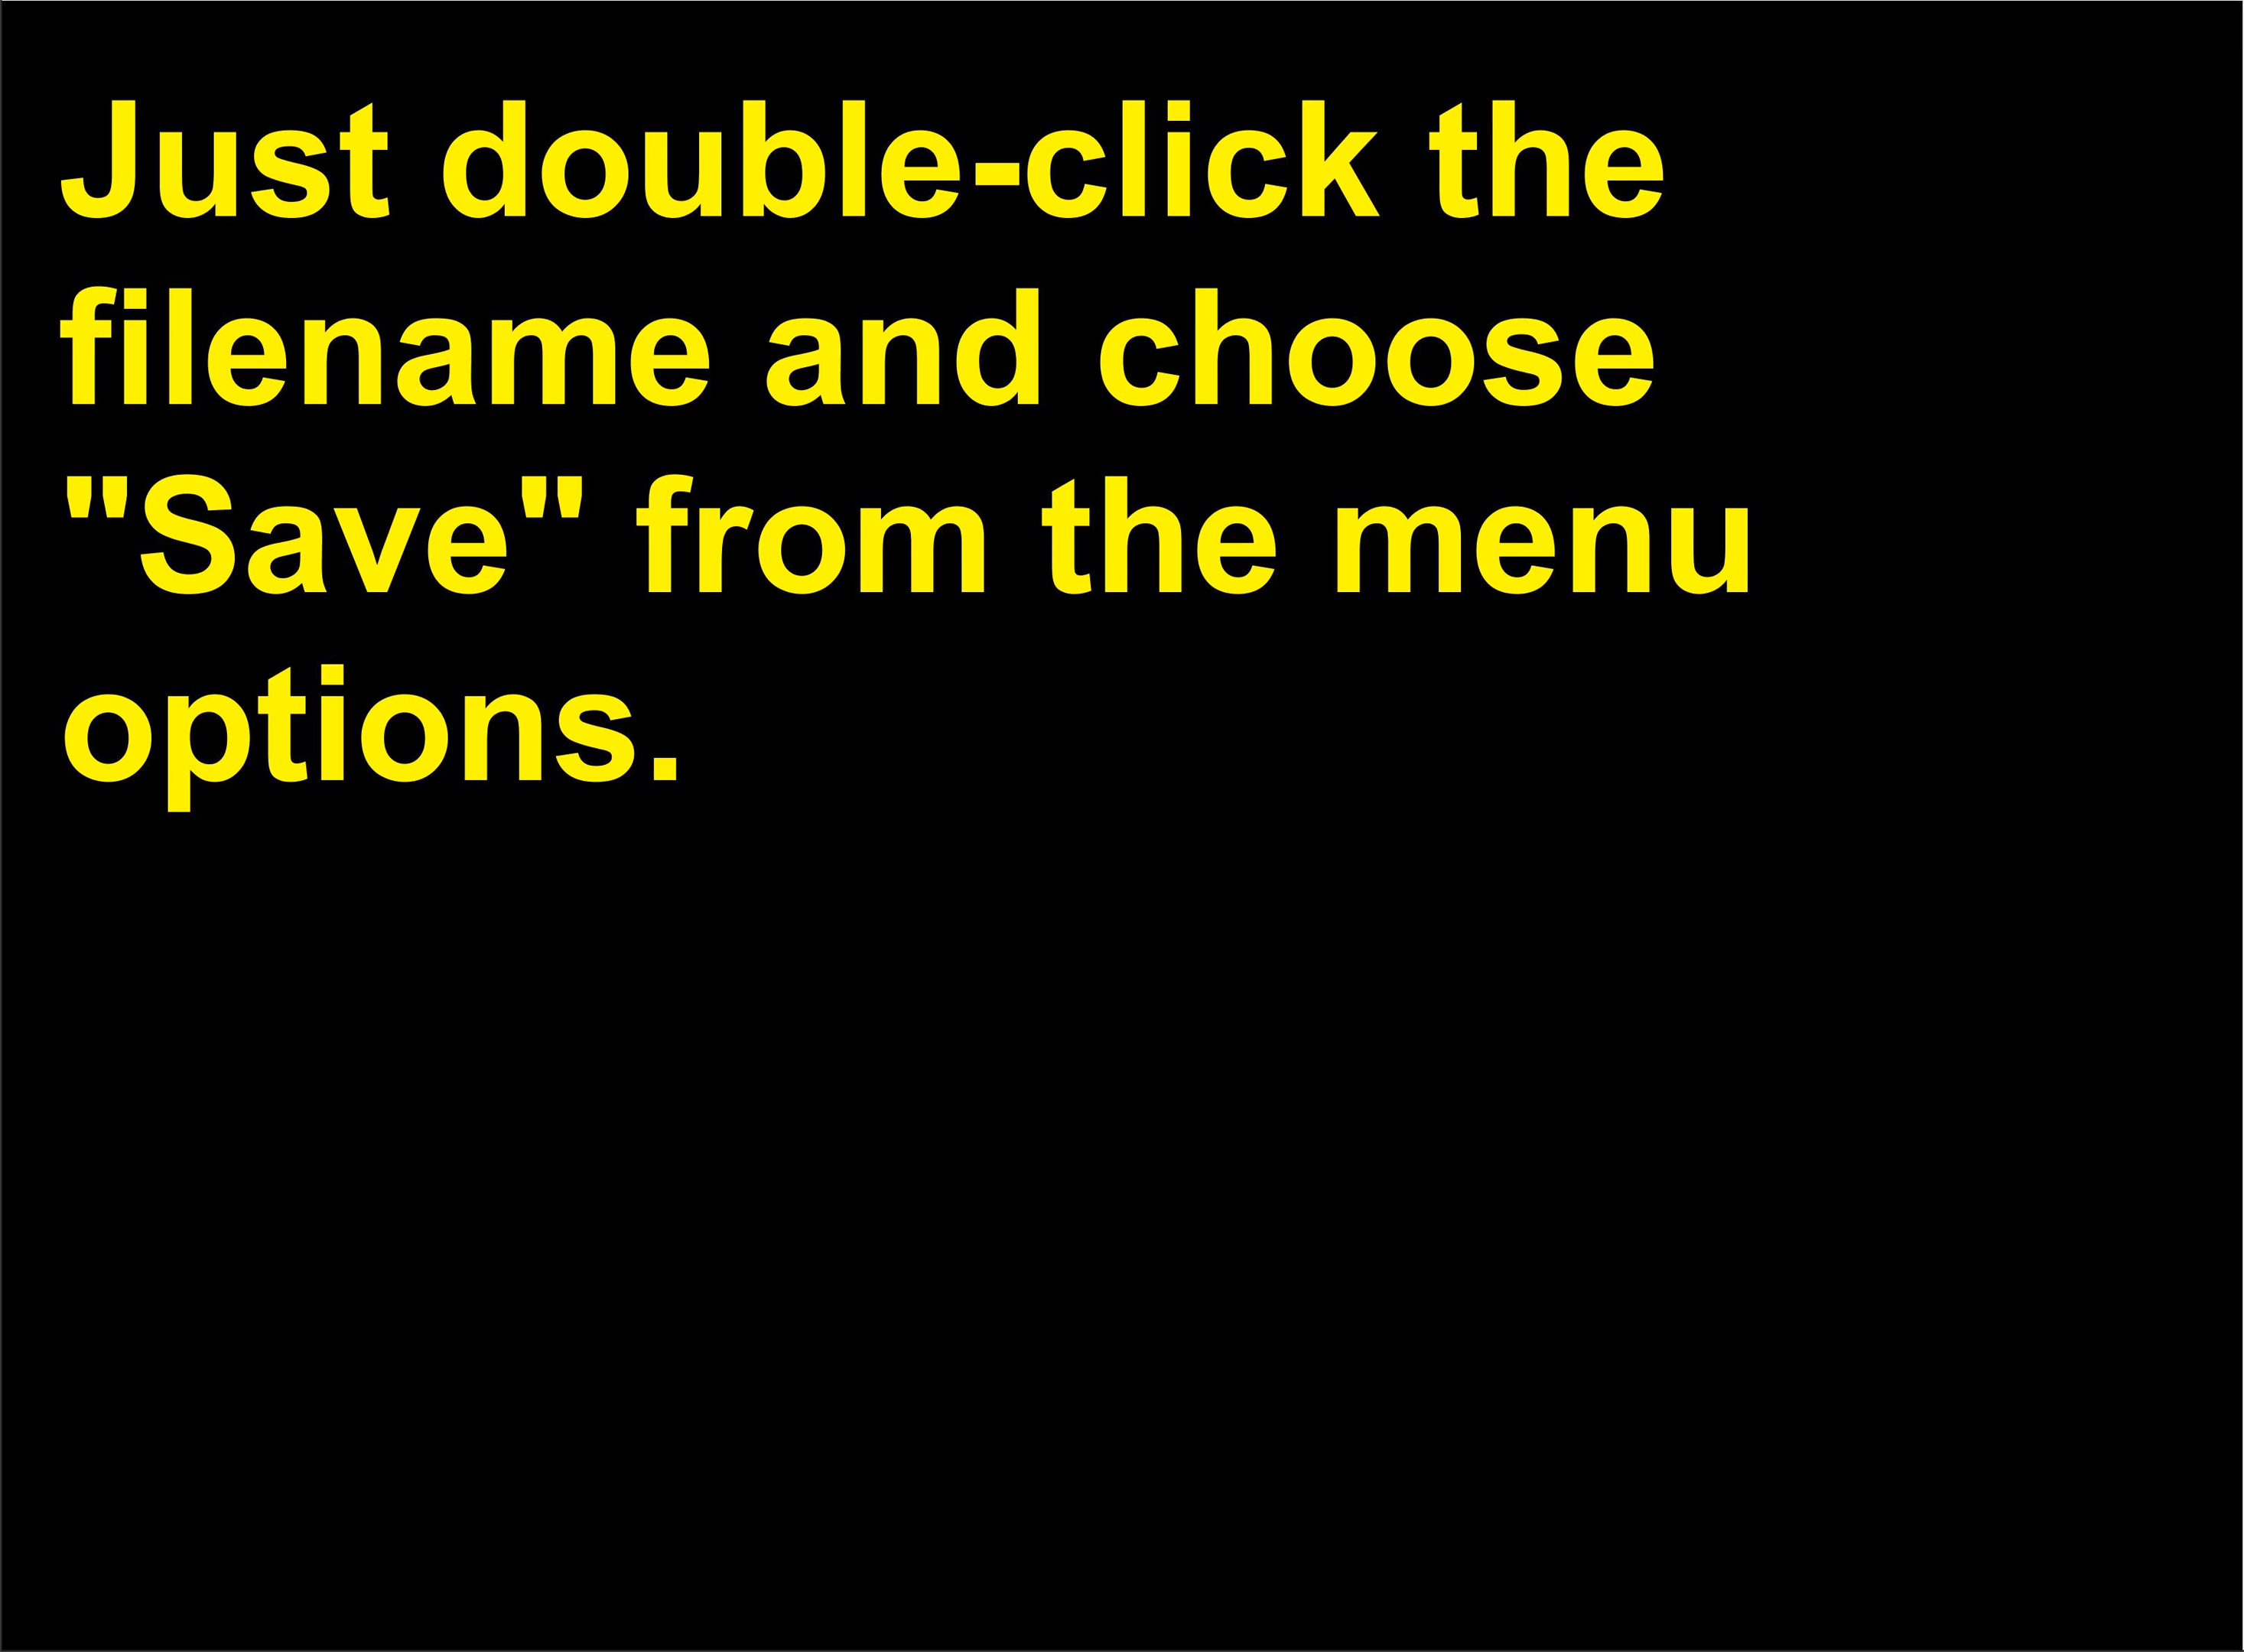 Just double-click the
filename and choose
"Save" from the menu
options.